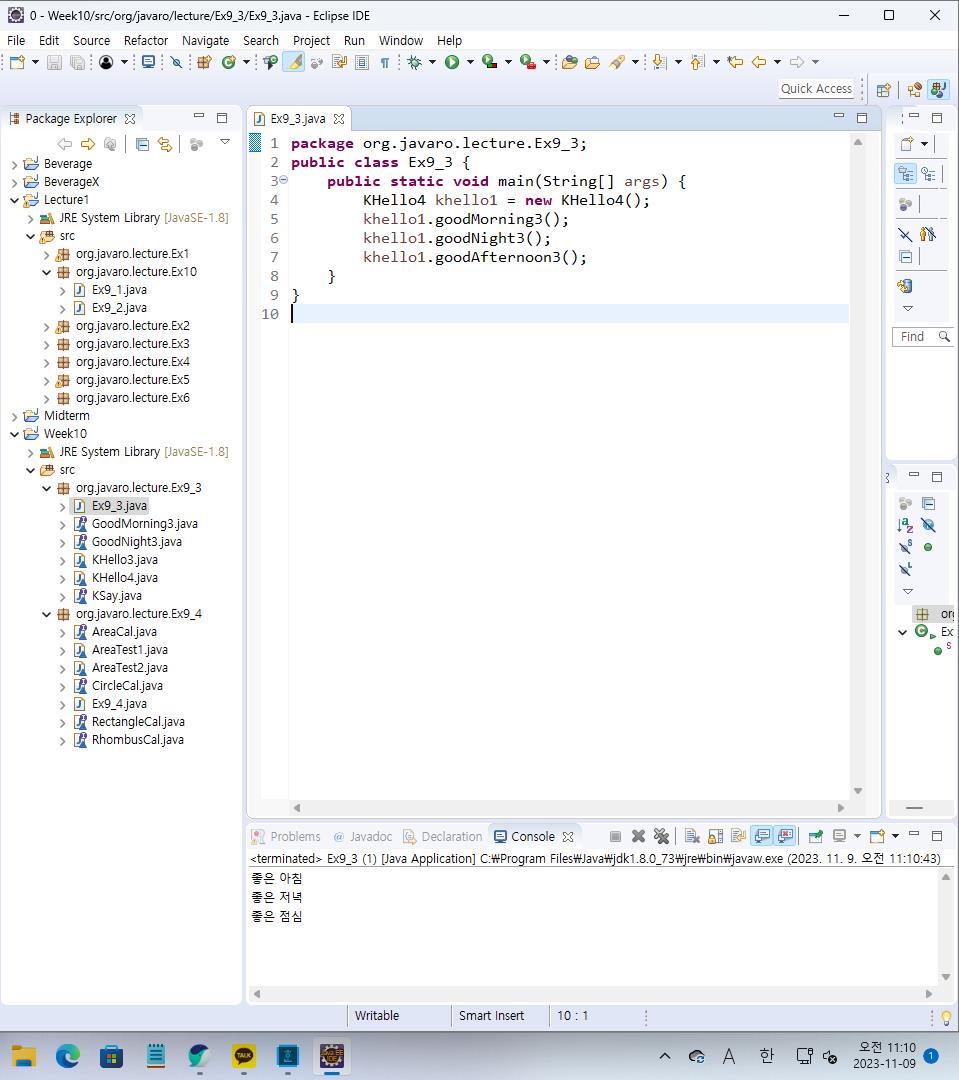 0 - Week10/src/org/javaro/lecture/Ex9_3/Ex9_3.java - Eclipse IDE
File Edit Source Refactor Navigate Search Project Run Window Help
Quick Access
Package Explorer
Beverage
BeverageX
Lecture1
JRE System Library [JavaSE-1.8]
src
org.javaro.lecture.Ex1
org.javaro.lecture.Ex10
Ex9_1.java
Ex9_2.java
org.javaro.lecture.Ex2
org.javaro.lecture.Ex3
org.javaro.lecture.Ex4
org.javaro.lecture.Ex5
org.javaro.lecture.Ex6
Midterm
Week10
JRE System Library [JavaSE-1.8]
src
org.javaro.lecture.Ex9_3
Ex9_3.java
GoodMorning3.java
GoodNight3.java
KHello3.java
KHello4.java
KSay.java
org.javaro.lecture.Ex9_4
AreaCal.java
AreaTest1.java
AreaTest2.java
CircleCal.java
Ex9_4.java
RectangleCal.java
RhombusCal.java
Ex9_3.java
1 package org.javaro.lecture.Ex9_3;
2 public class Ex9_3 {
3 public static void main(String[] args) {
4 KHello4 khello1 = new KHello4();
5 khello1.goodMorning3();
6 khello1.goodNight3();
7 khello1.goodAfternoon3();
8 }
9 }
10
Find
org
Ex
Problems @ Javadoc Declaration Console
<terminated> Ex9_3 (1) [Java Application] C:₩Program Files₩Java₩jdk1.8.0_73₩jre₩bin₩javaw.exe (2023. 11. 9. 오전 11:10:43)
좋은 아침
좋은 저녁
좋은 점심
Writable Smart Insert 10 : 1
TALK
JAVA EE IDE
A 한
오전 11:10
2023-11-09
1